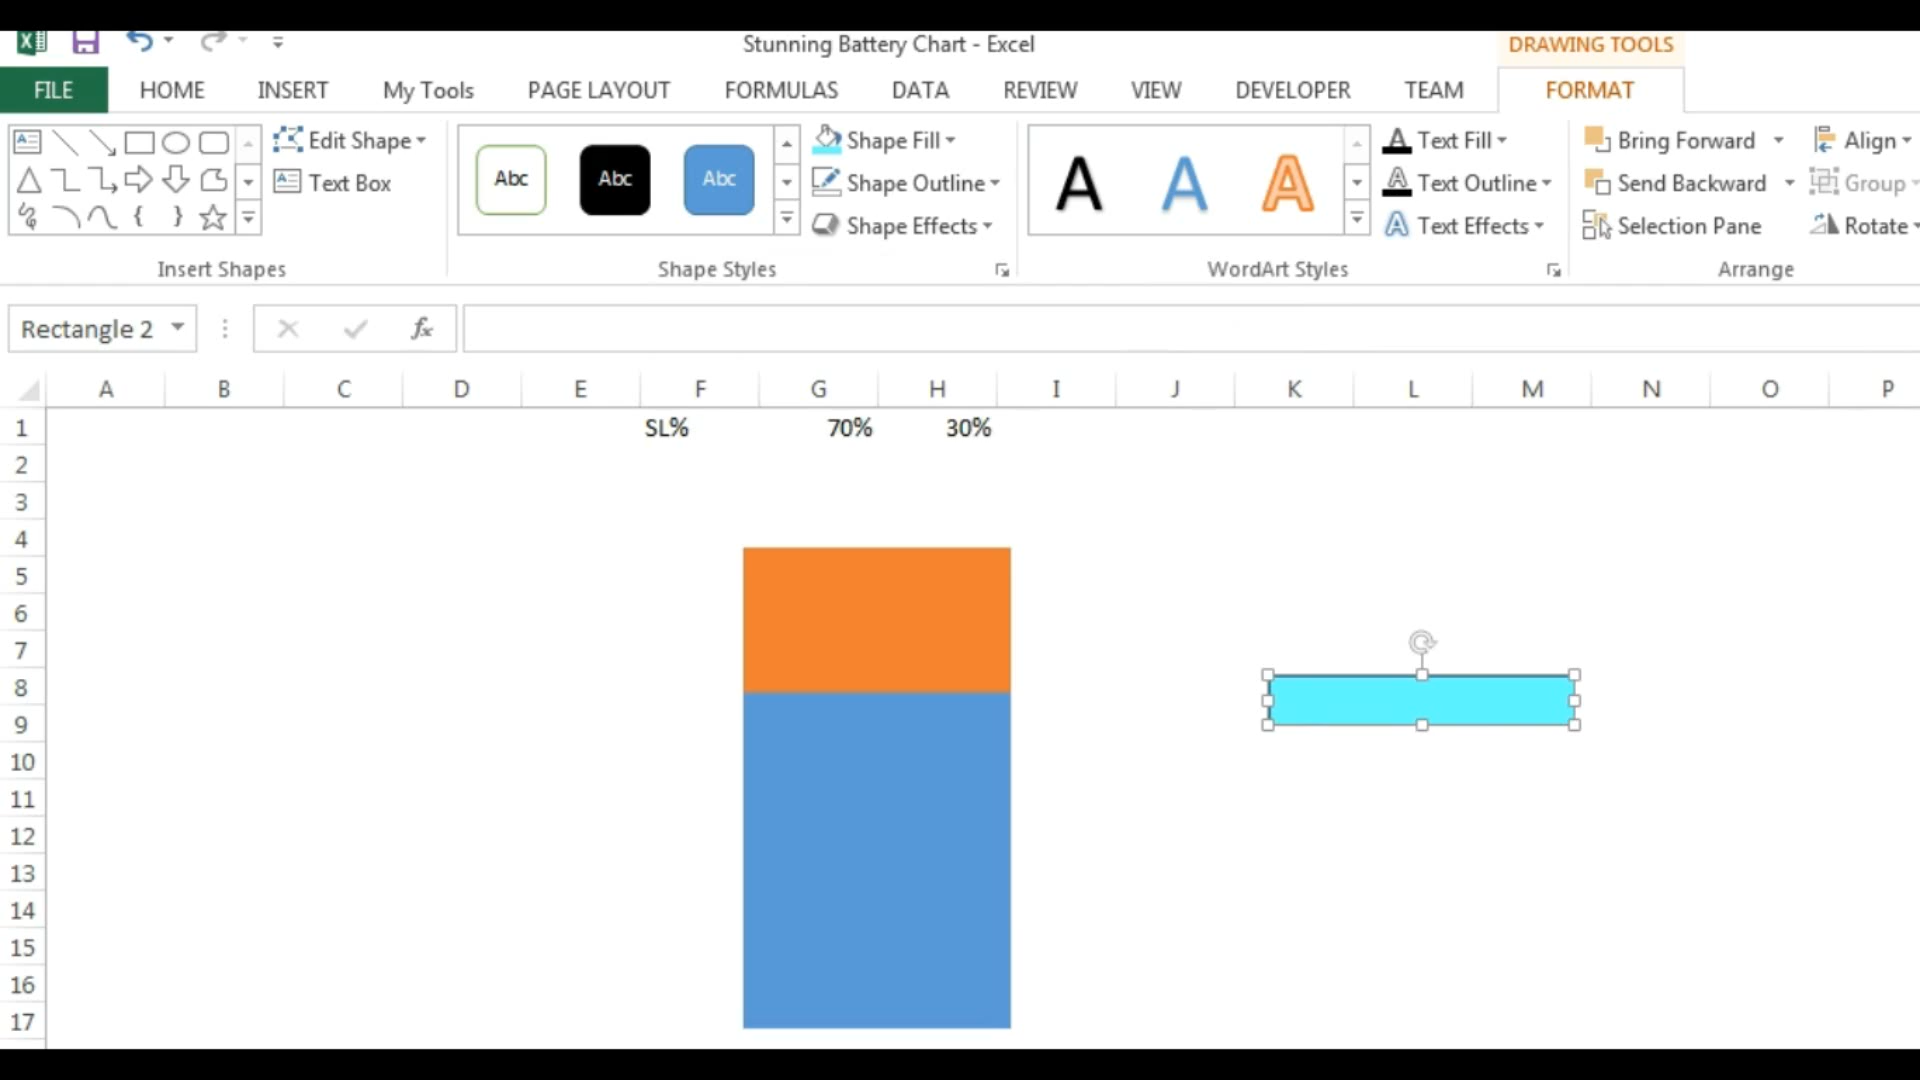 Stunning Battery Chart - Excel
DRAWING TOOLS
FILE HOME INSERT My Tools PAGE LAYOUT FORMULAS DATA REVIEW VIEW DEVELOPER TEAM FORMAT
Edit Shape
Text Box
Insert Shapes
Abc Abc Abc
Shape Fill
Shape Outline
Shape Effects
Shape Styles
A A A
Text Fill
Text Outline
Text Effects
WordArt Styles
Bring Forward
Send Backward
Selection Pane
Align
Group
Rotate
Arrange
Rectangle 2
fx
A B C D E F G H I J K L M N O P
1 SL% 70% 30%
2
3
4
5
6
7
8
9
10
11
12
13
14
15
16
17